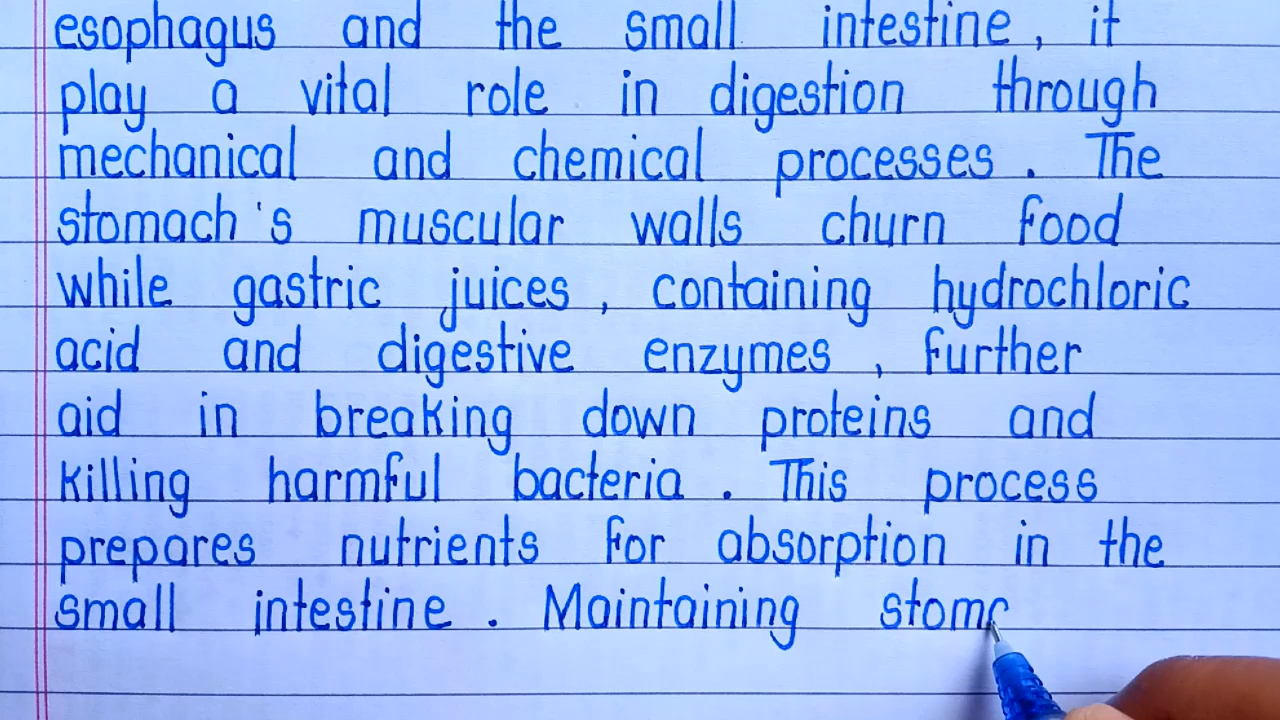 esophagus and the small intestine, it
play a vital role in digestion through
mechanical and chemical processes. The
stomach's muscular walls churn food
while gastric juices, containing hydrochloric
acid and digestive enzymes, further
aid in breaking down proteins and
killing harmful bacteria. This process
prepares nutrients for absorption in the
small intestine. Maintaining stoma